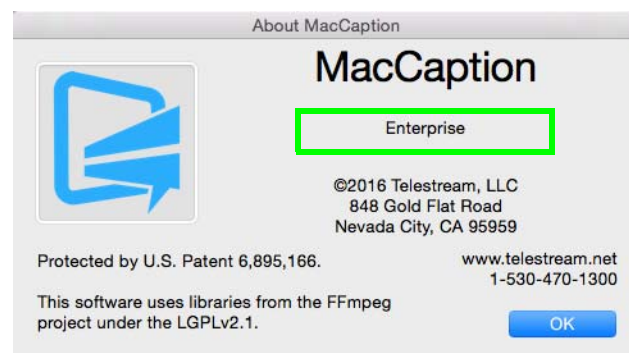 About MacCaption
MacCaption
Enterprise
©2016 Telestream, LLC
848 Gold Flat Road
Nevada City, CA 95959
Protected by U.S. Patent 6,895,166.
www.telestream.net
1-530-470-1300
This software uses libraries from the FFmpeg
project under the LGPLv2.1.
OK